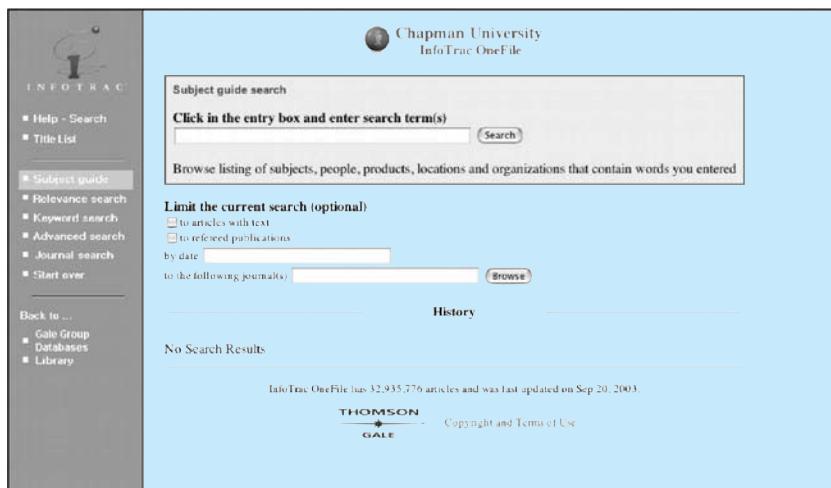 INFOTRAC
Help - Search
Title List
Subject guide
Relevance search
Keyword search
Advanced search
Journal search
Start over
Back to ...
Gale Group
Databases
Library
Chapman University
InfoTrac OneFile
Subject guide search
Click in the entry box and enter search term(s)
Search
Browse listing of subjects, people, products, locations and organizations that contain words you entered
Limit the current search (optional)
to articles with text
to refereed publications
by date
to the following journal(s)
Browse
History
No Search Results
InfoTrac OneFile has 32,935,776 articles and was last updated on Sep 20, 2003.
THOMSON
GALE
Copyright and Terms of Use